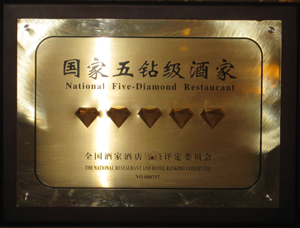 国家五钻级酒家
National Five-Diamond Restaurant
全国酒家酒店等级评定委员会
THE NATIONAL RESTAURANT AND HOTEL RANKING COMMITTEE